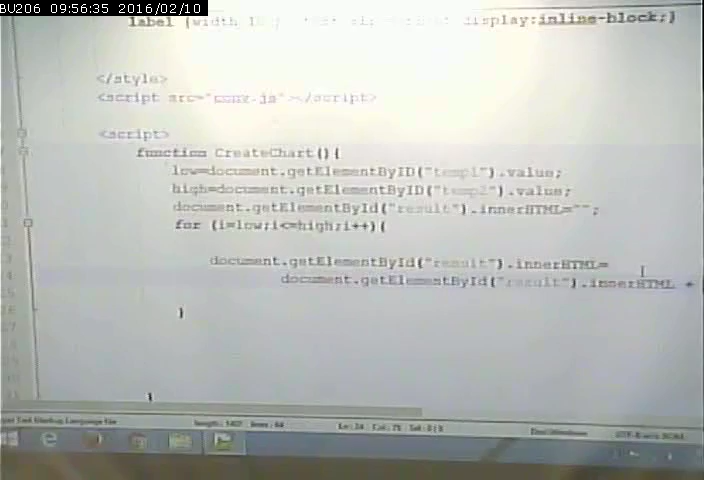 BU206 09:56:35 2016/02/10
label {width display:inline-block;}
</style>
<script src="conv.js"></script>
<script>
function CreateChart(){
low=document.getElementByID("temp1").value;
high=document.getElementByID("temp2").value;
document.getElementById("result").innerHTML="";
for (i=low;i<=high;i++){
document.getElementById("result").innerHTML=
document.getElementById("result").innerHTML +
}
}